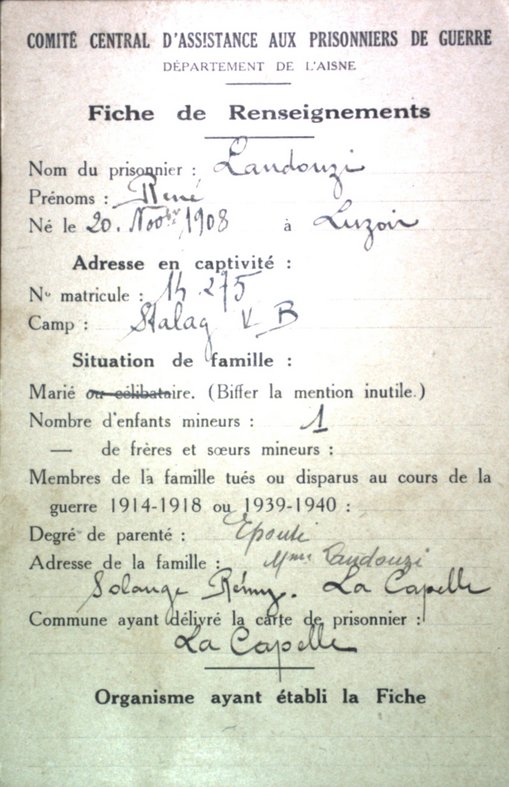 COMITÉ CENTRAL D'ASSISTANCE AUX PRISONNIERS DE GUERRE
DÉPARTEMENT DE L'AISNE
Fiche de Renseignements
Nom du prisonnier : Landouzi
Prénoms : René
Né le 20. Novbre 1908 à Luzoir
Adresse en captivité :
No matricule : 14.275
Camp : Stalag V B
Situation de famille :
Marié ou célibataire. (Biffer la mention inutile.)
Nombre d'enfants mineurs : 1
— de frères et sœurs mineurs :
Membres de la famille tués ou disparus au cours de la
guerre 1914-1918 ou 1939-1940 :
Degré de parenté : Epouse
Adresse de la famille : Mme Landouzi
Solange Rémy. La Capelle
Commune ayant délivré la carte de prisonnier :
La Capelle
Organisme ayant établi la Fiche